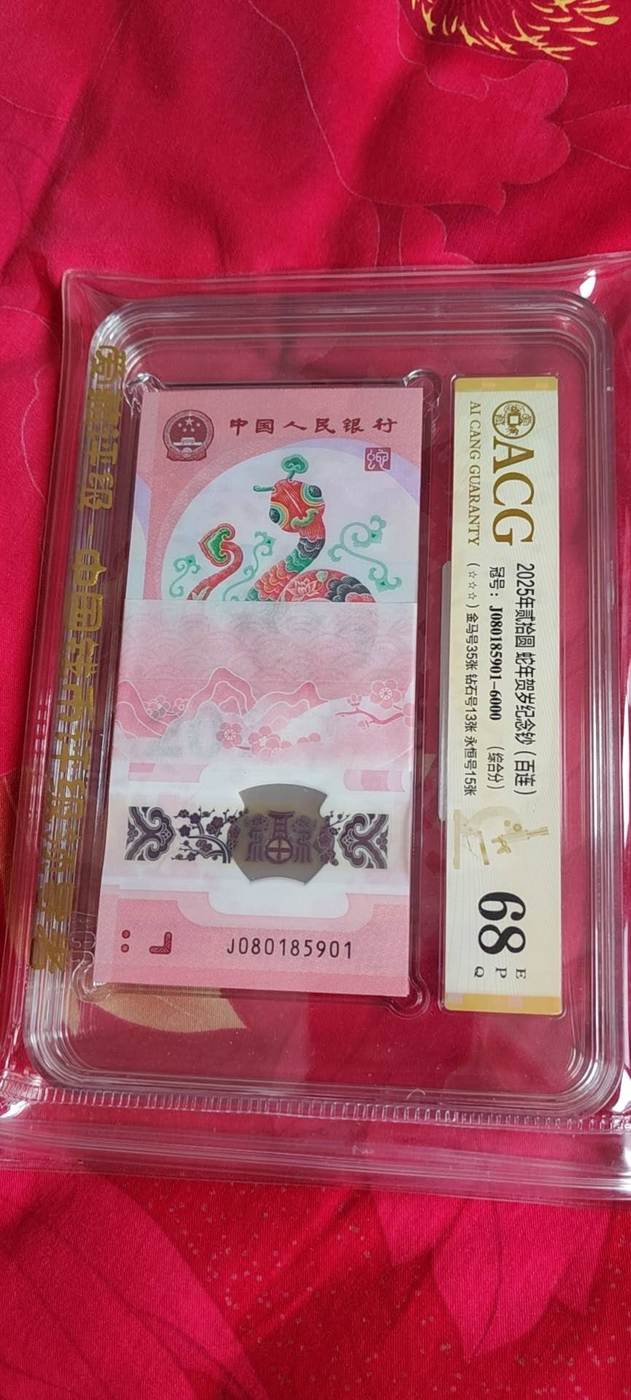 中国人民银行
蛇
J080185901
ACG
AI CANG GUARANTY
2025年贰拾圆 蛇年贺岁纪念钞（百连）
冠号：J080185901-6000 （综合分）
（☆☆☆）金马号35张 钻石号13张 永恒号15张
68
E
P
Q